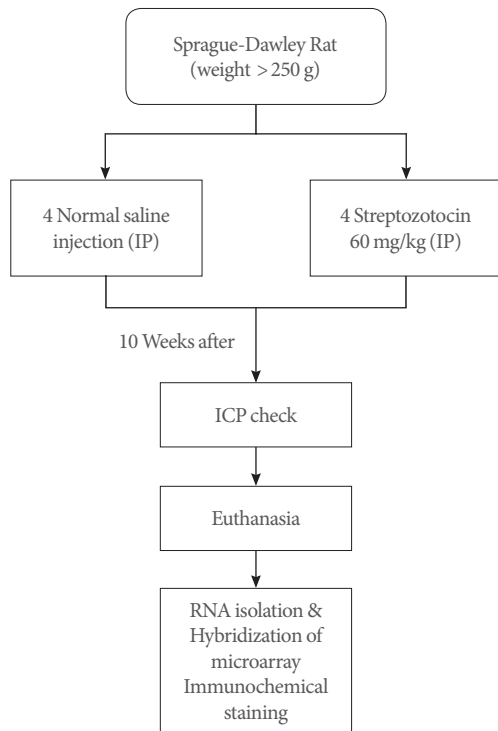 Sprague-Dawley Rat
(weight > 250 g)
4 Normal saline
injection (IP)
4 Streptozotocin
60 mg/kg (IP)
10 Weeks after
ICP check
Euthanasia
RNA isolation &
Hybridization of
microarray
Immunochemical
staining